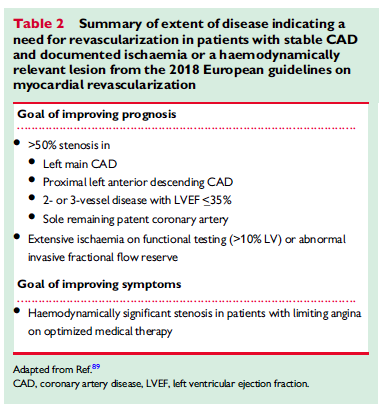 Table 2 Summary of extent of disease indicating a
need for revascularization in patients with stable CAD
and documented ischaemia or a haemodynamically
relevant lesion from the 2018 European guidelines on
myocardial revascularization
Goal of improving prognosis
• >50% stenosis in
• Left main CAD
• Proximal left anterior descending CAD
• 2- or 3-vessel disease with LVEF ≤35%
• Sole remaining patent coronary artery
• Extensive ischaemia on functional testing (>10% LV) or abnormal
invasive fractional flow reserve
Goal of improving symptoms
• Haemodynamically significant stenosis in patients with limiting angina
on optimized medical therapy
Adapted from Ref.89
CAD, coronary artery disease, LVEF, left ventricular ejection fraction.